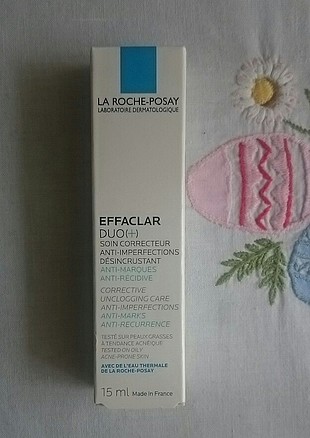 LA ROCHE-POSAY
LABORATOIRE DERMATOLOGIQUE
EFFACLAR
DUO(+)
SOIN CORRECTEUR
ANTI-IMPERFECTIONS
DÉSINCRUSTANT
ANTI-MARQUES
ANTI-RÉCIDIVE
CORRECTIVE
UNCLOGGING CARE
ANTI-IMPERFECTIONS
ANTI-MARKS
ANTI-RECURRENCE
TESTÉ SUR PEAUX GRASSES
À TENDANCE ACNÉIQUE
TESTED ON OILY
ACNE-PRONE SKIN
AVEC DE L'EAU THERMALE
DE LA ROCHE-POSAY
15 ml Made in France